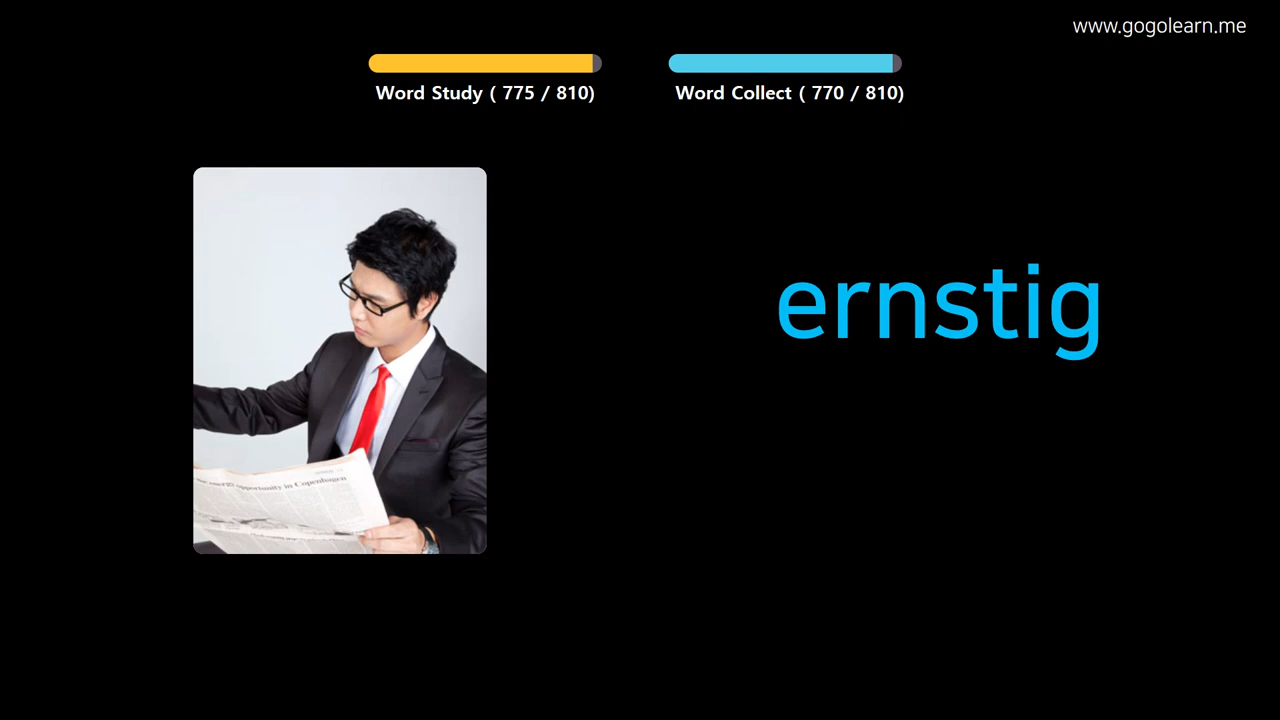 www.gogolearn.me
Word Study ( 775 / 810)
Word Collect ( 770 / 810)
ernstig
opportunity in Copenhagen